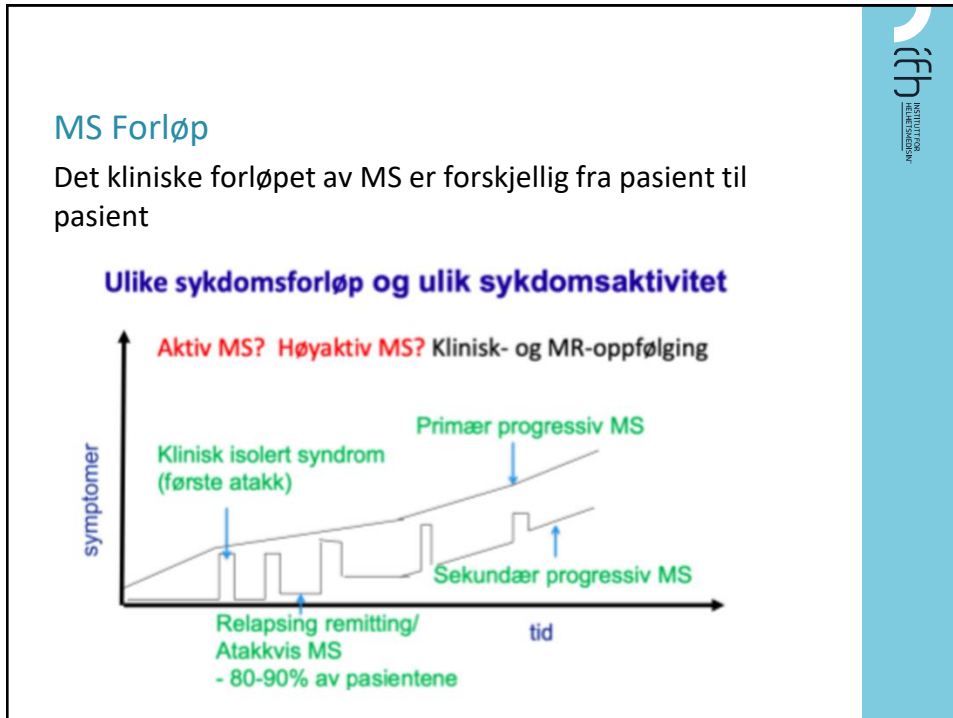 MS Forløp
Det kliniske forløpet av MS er forskjellig fra pasient til
pasient
Ulike sykdomsforløp og ulik sykdomsaktivitet
Aktiv MS? Høyaktiv MS? Klinisk- og MR-oppfølging
Primær progressiv MS
Klinisk isolert syndrom
(første atakk)
symptomer
Sekundær progressiv MS
Relapsing remitting/
Atakkvis MS
- 80-90% av pasientene
tid
ifh
INSTITUTT FOR
HELHETSMEDISIN